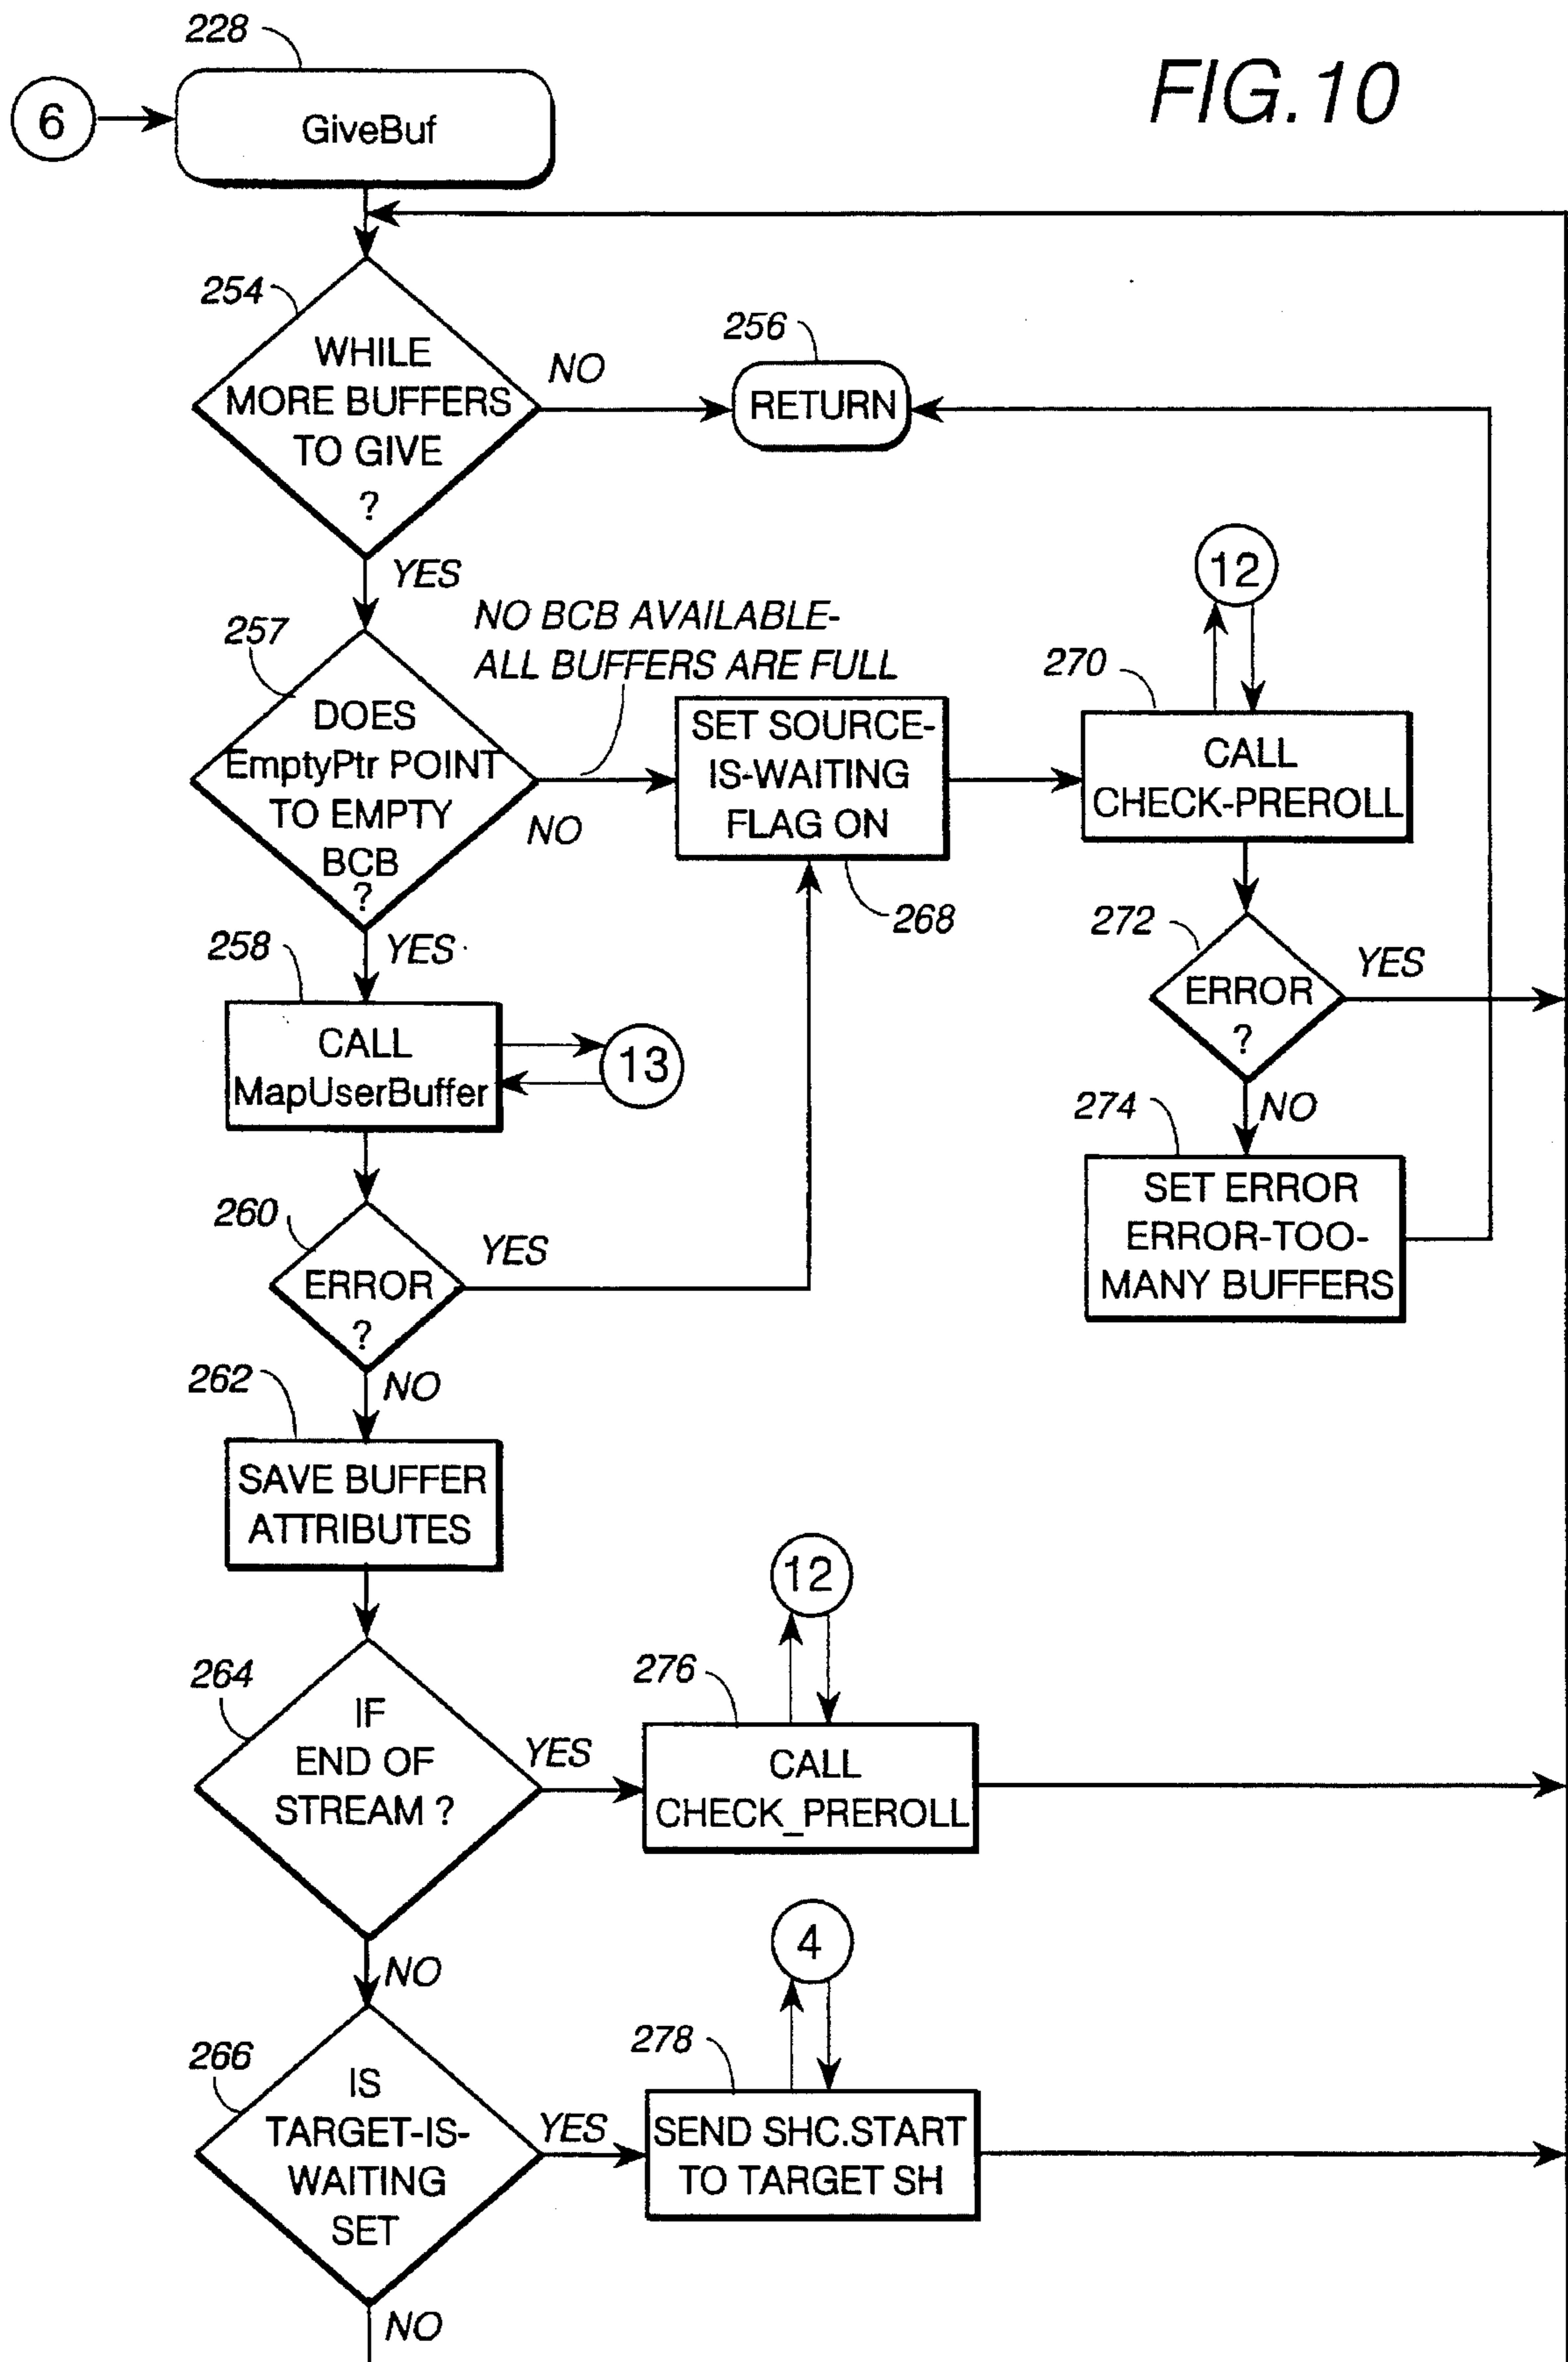 228
FIG.10
6
GiveBuf
254
WHILE
MORE BUFFERS
TO GIVE
?
NO
256
RETURN
YES
257
DOES
EmptyPtr POINT
TO EMPTY
BCB
?
NO BCB AVAILABLE-
ALL BUFFERS ARE FULL
NO
SET SOURCE-
IS-WAITING
FLAG ON
268
12
270
CALL
CHECK-PREROLL
272
ERROR
?
YES
NO
274
SET ERROR
ERROR-TOO-
MANY BUFFERS
YES
258
CALL
MapUserBuffer
13
260
ERROR
?
YES
NO
262
SAVE BUFFER
ATTRIBUTES
264
IF
END OF
STREAM ?
YES
12
276
CALL
CHECK_PREROLL
NO
266
IS
TARGET-IS-
WAITING
SET
YES
4
278
SEND SHC.START
TO TARGET SH
NO